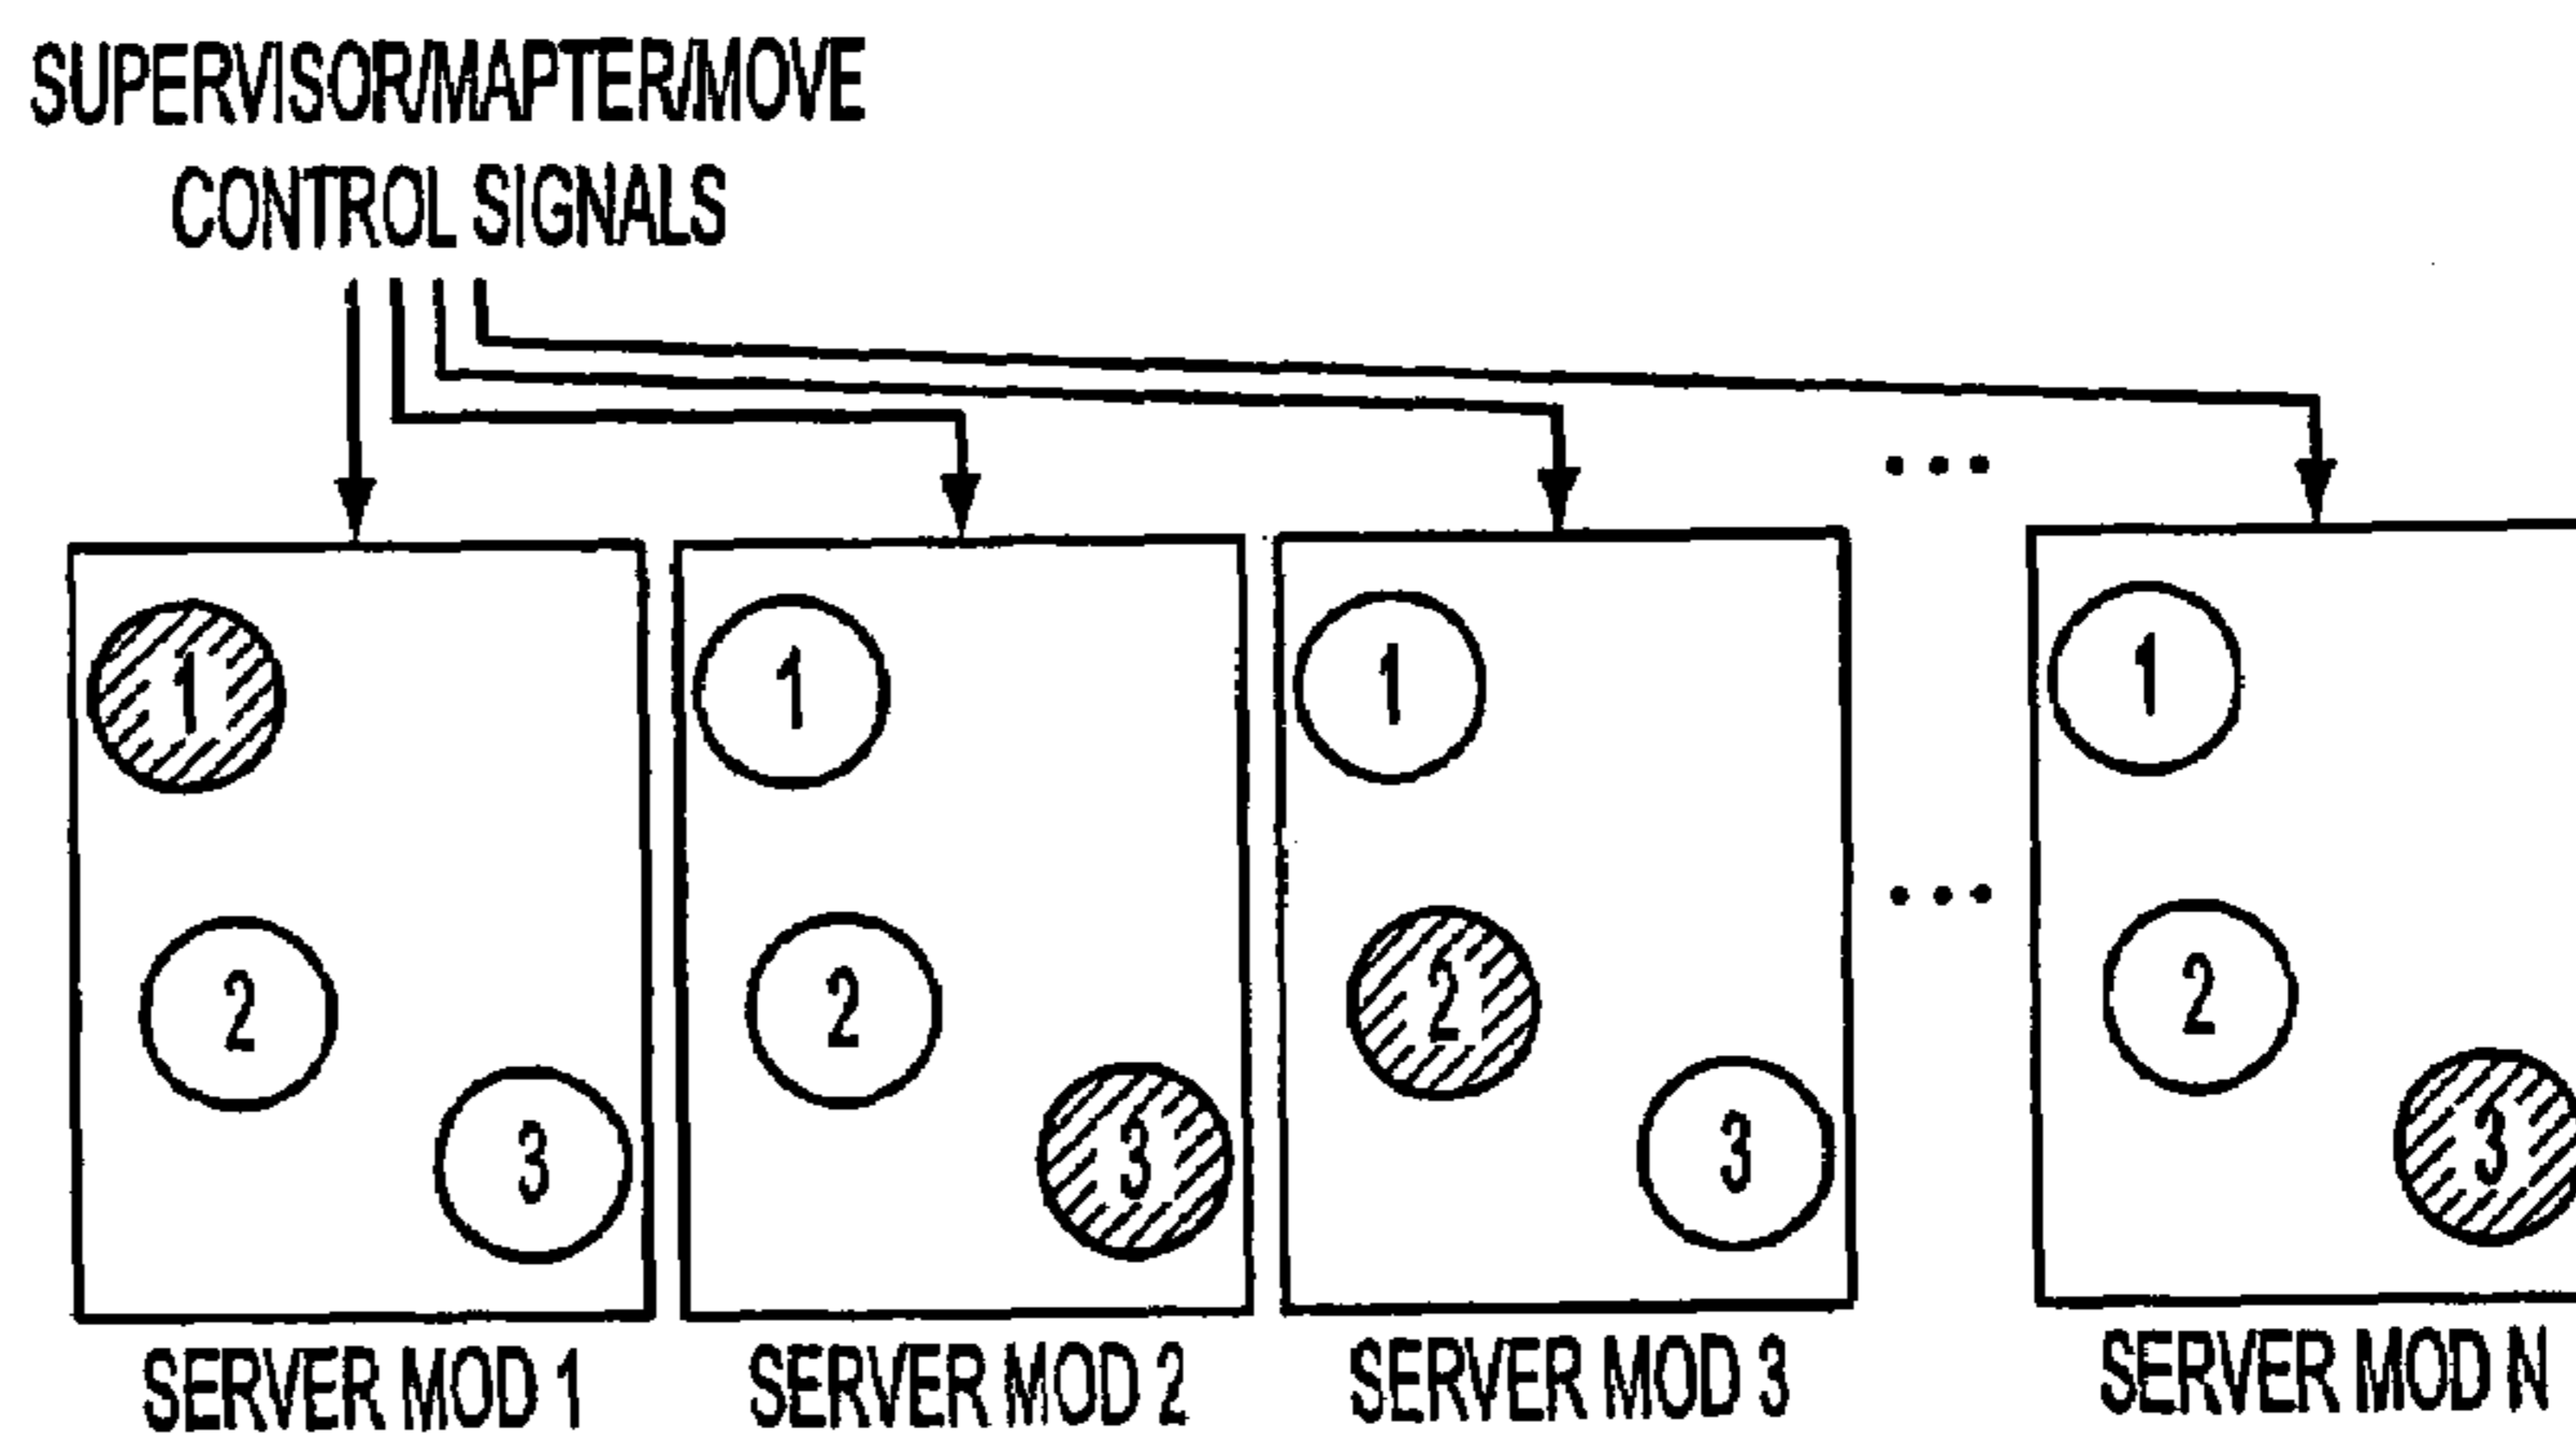 SUPERVISOR/MAPTER/MOVE
CONTROL SIGNALS
1
2
3
SERVER MOD 1
1
2
3
SERVER MOD 2
1
2
3
SERVER MOD 3
1
2
3
SERVER MOD N